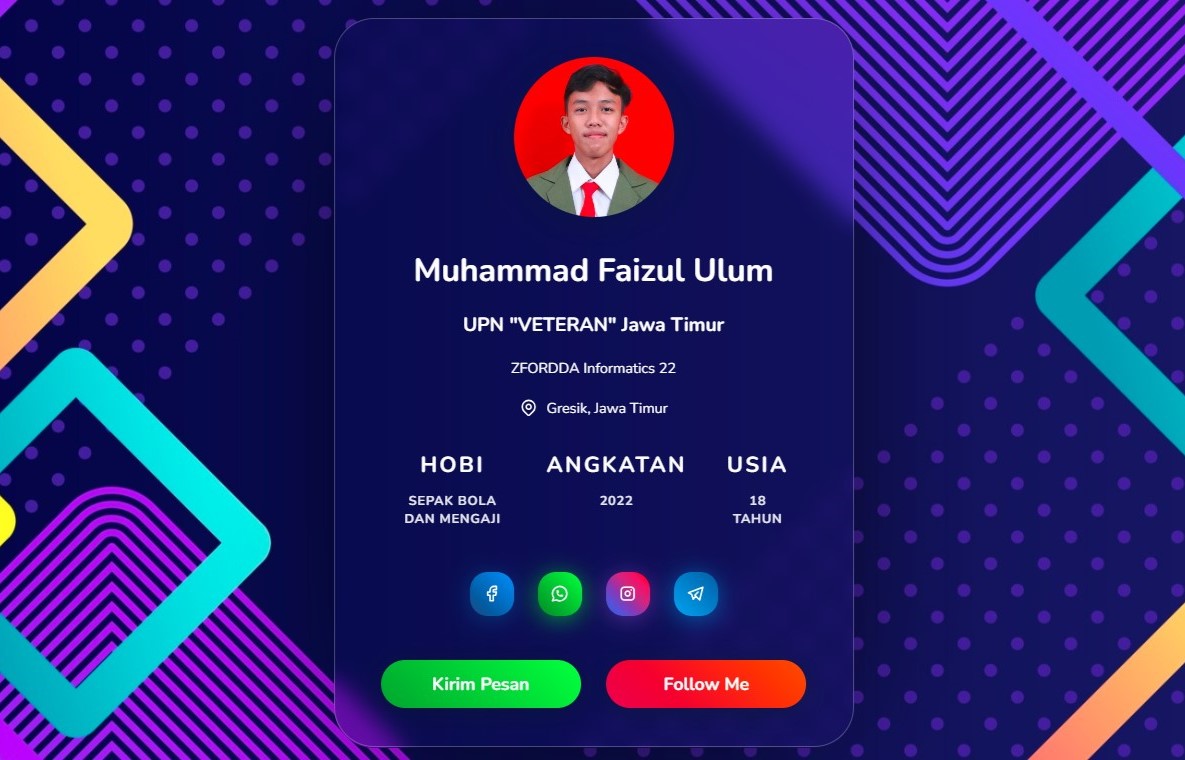 Muhammad Faizul Ulum
UPN "VETERAN" Jawa Timur
ZFORDDA Informatics 22
Gresik, Jawa Timur
HOBI
SEPAK BOLA
DAN MENGAJI
ANGKATAN
2022
USIA
18
TAHUN
Kirim Pesan
Follow Me